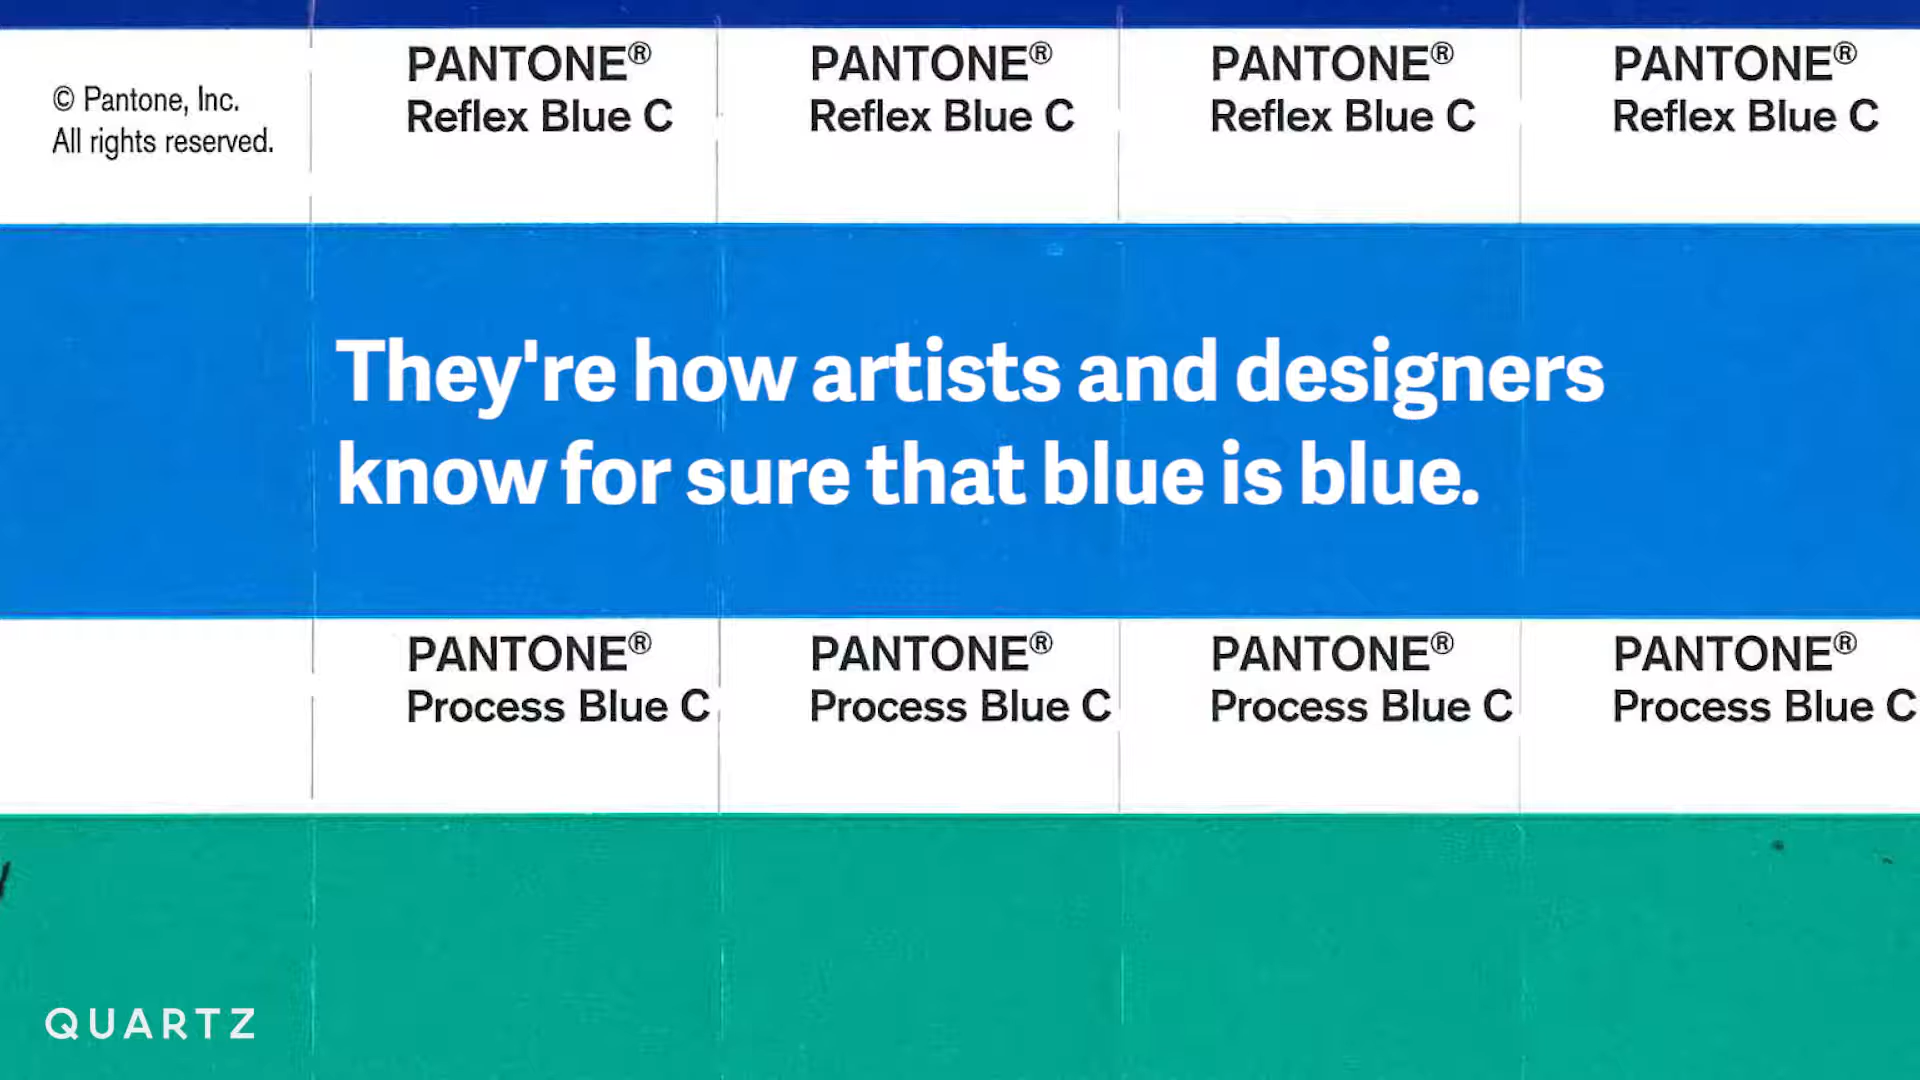 © Pantone, Inc.
All rights reserved.
PANTONE® PANTONE® PANTONE® PANTONE®
Reflex Blue C Reflex Blue C Reflex Blue C Reflex Blue C
They're how artists and designers
know for sure that blue is blue.
PANTONE® PANTONE® PANTONE® PANTONE®
Process Blue C Process Blue C Process Blue C Process Blue C
QUARTZ